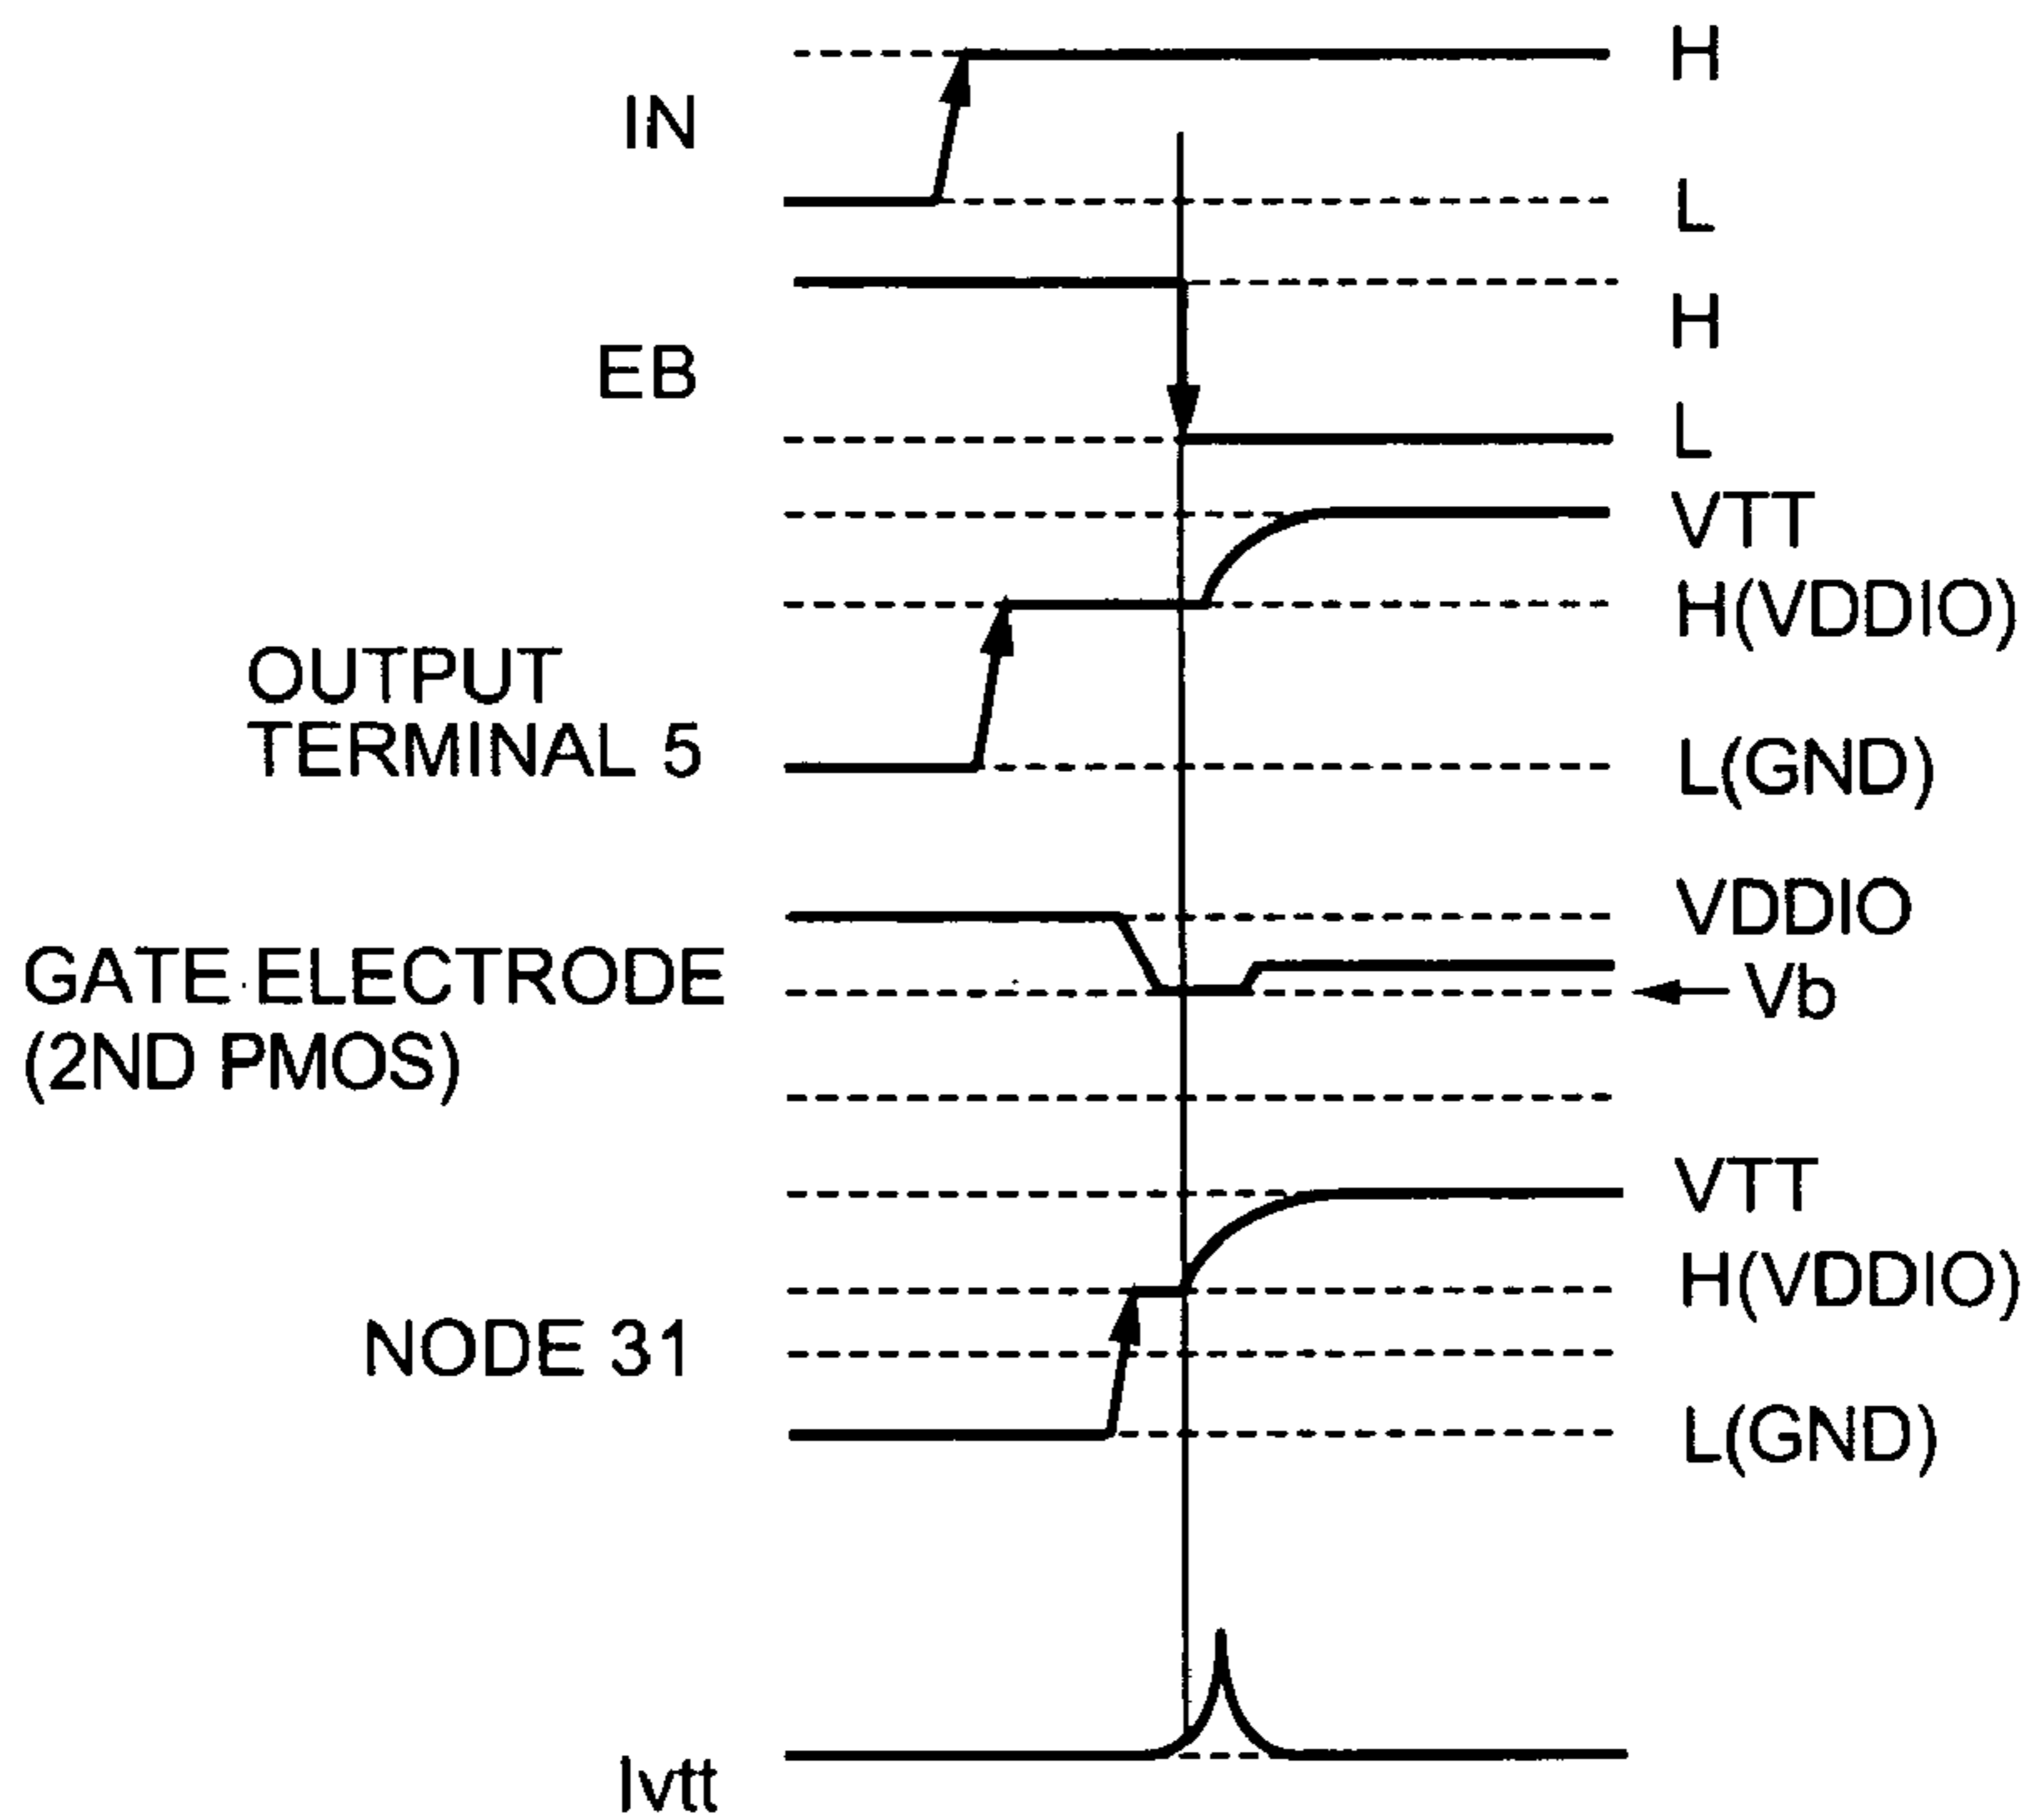 H
IN
L
H
EB
L
VTT
H(VDDIO)
OUTPUT
TERMINAL 5
L(GND)
VDDIO
GATE ELECTRODE
Vb
(2ND PMOS)
VTT
H(VDDIO)
NODE 31
L(GND)
Ivtt